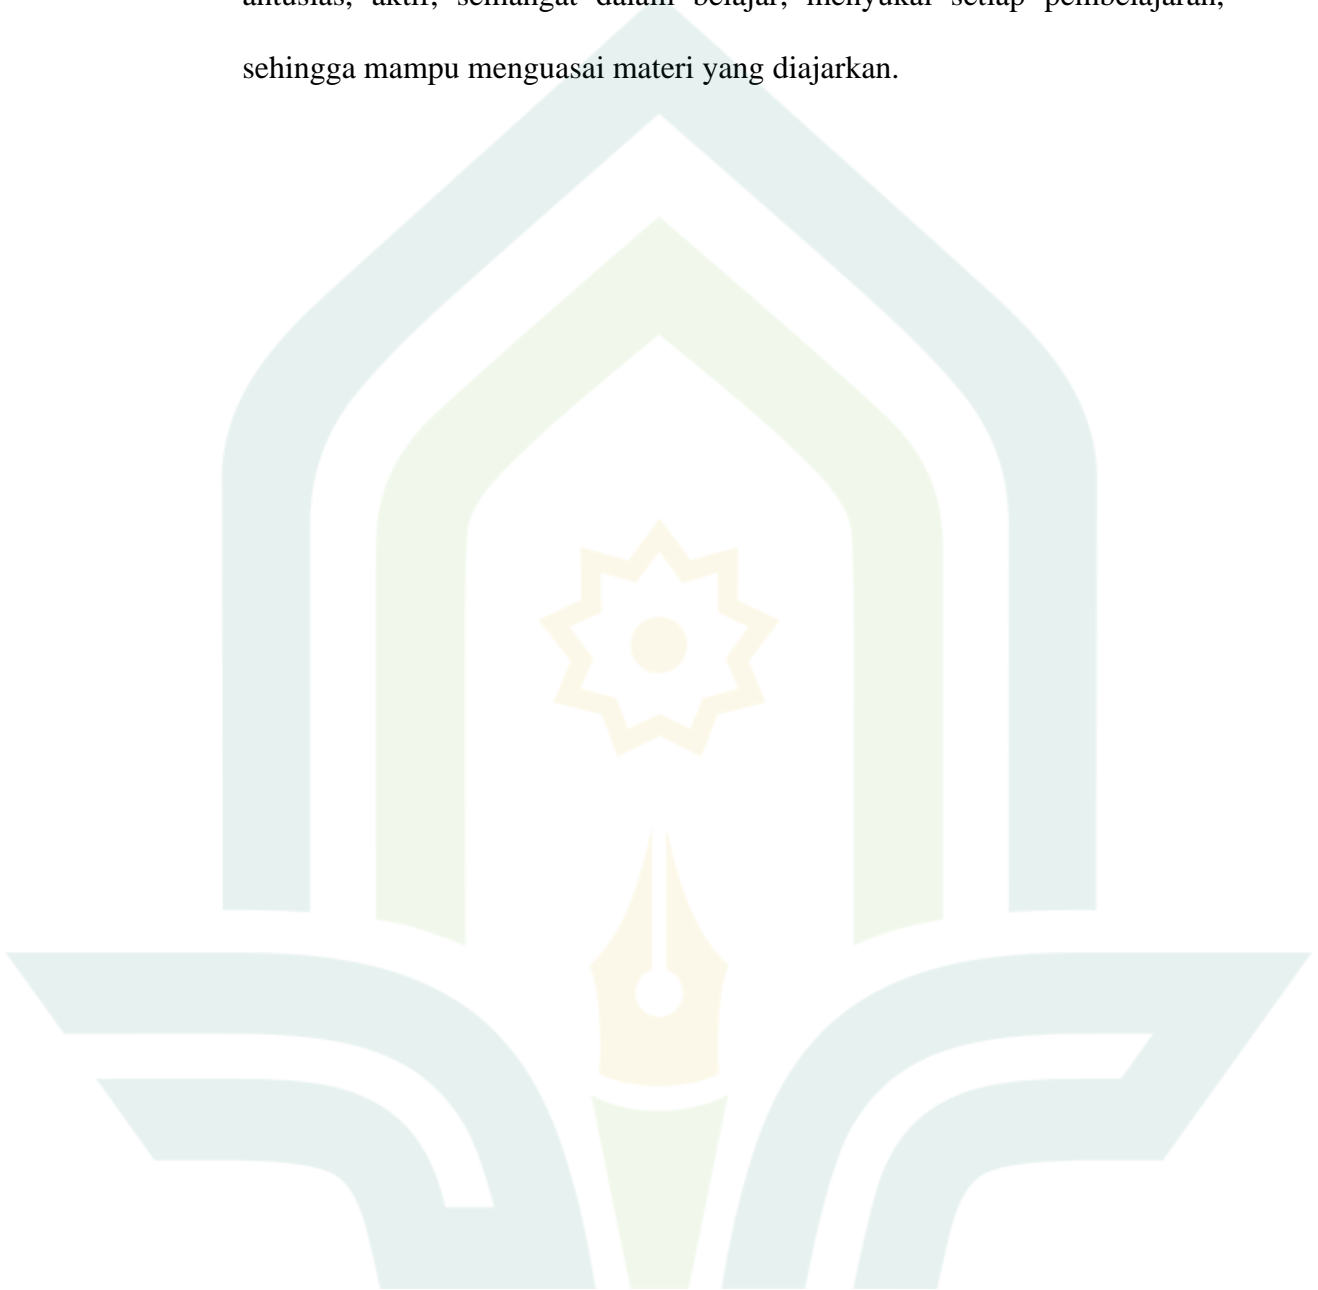 antusias, aktif, semangat dalam belajar, menyukai setiap pembelajaran,
sehingga mampu menguasai materi yang diajarkan.